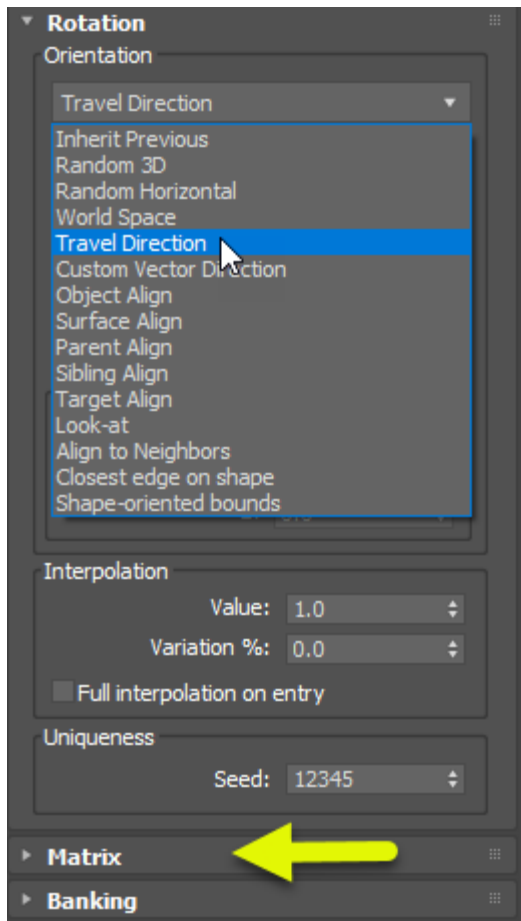 Rotation
Orientation
Travel Direction
Inherit Previous
Random 3D
Random Horizontal
World Space
Travel Direction
Custom Vector Direction
Object Align
Surface Align
Parent Align
Sibling Align
Target Align
Look-at
Align to Neighbors
Closest edge on shape
Shape-oriented bounds
Interpolation
Value: 1.0
Variation %: 0.0
Full interpolation on entry
Uniqueness
Seed: 12345
Matrix
Banking